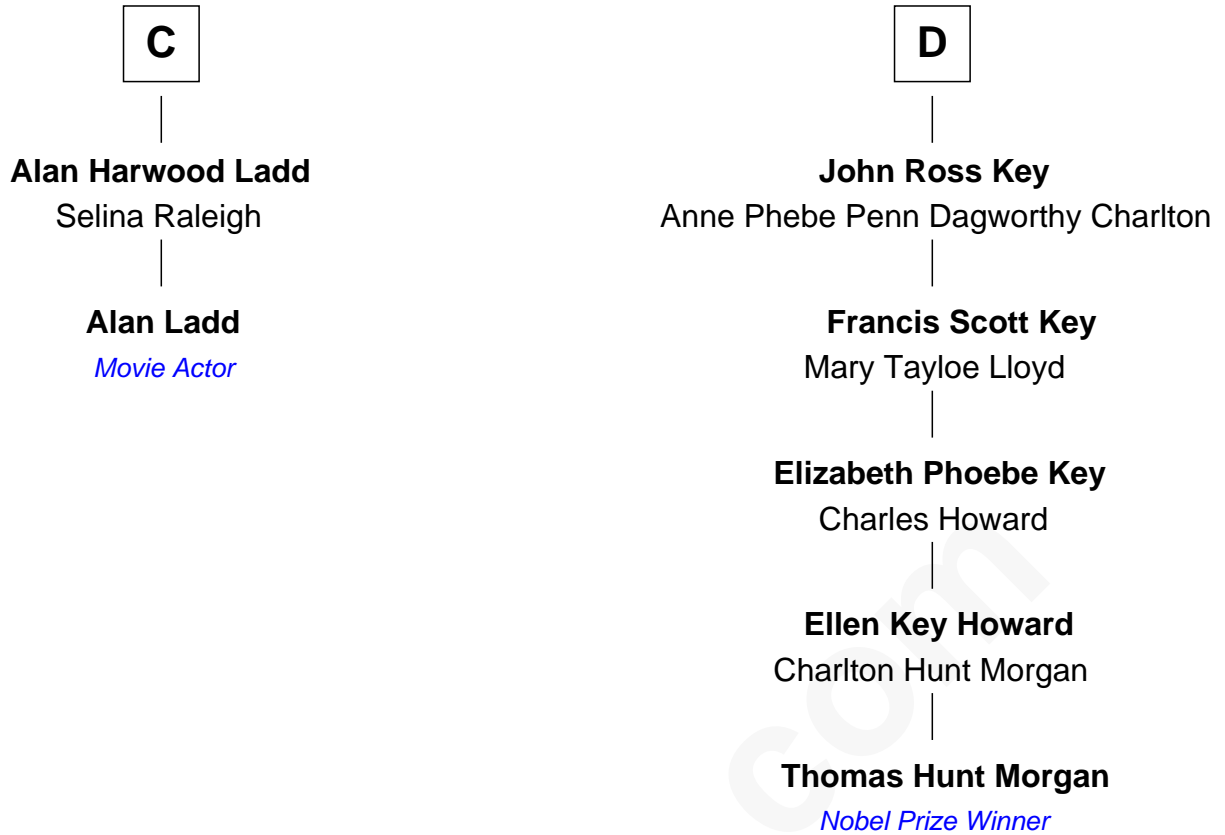 C
Alan Harwood Ladd
Selina Raleigh
Alan Ladd
Movie Actor
D
John Ross Key
Anne Phebe Penn Dagworthy Charlton
Francis Scott Key
Mary Tayloe Lloyd
Elizabeth Phoebe Key
Charles Howard
Ellen Key Howard
Charlton Hunt Morgan
Thomas Hunt Morgan
Nobel Prize Winner
com